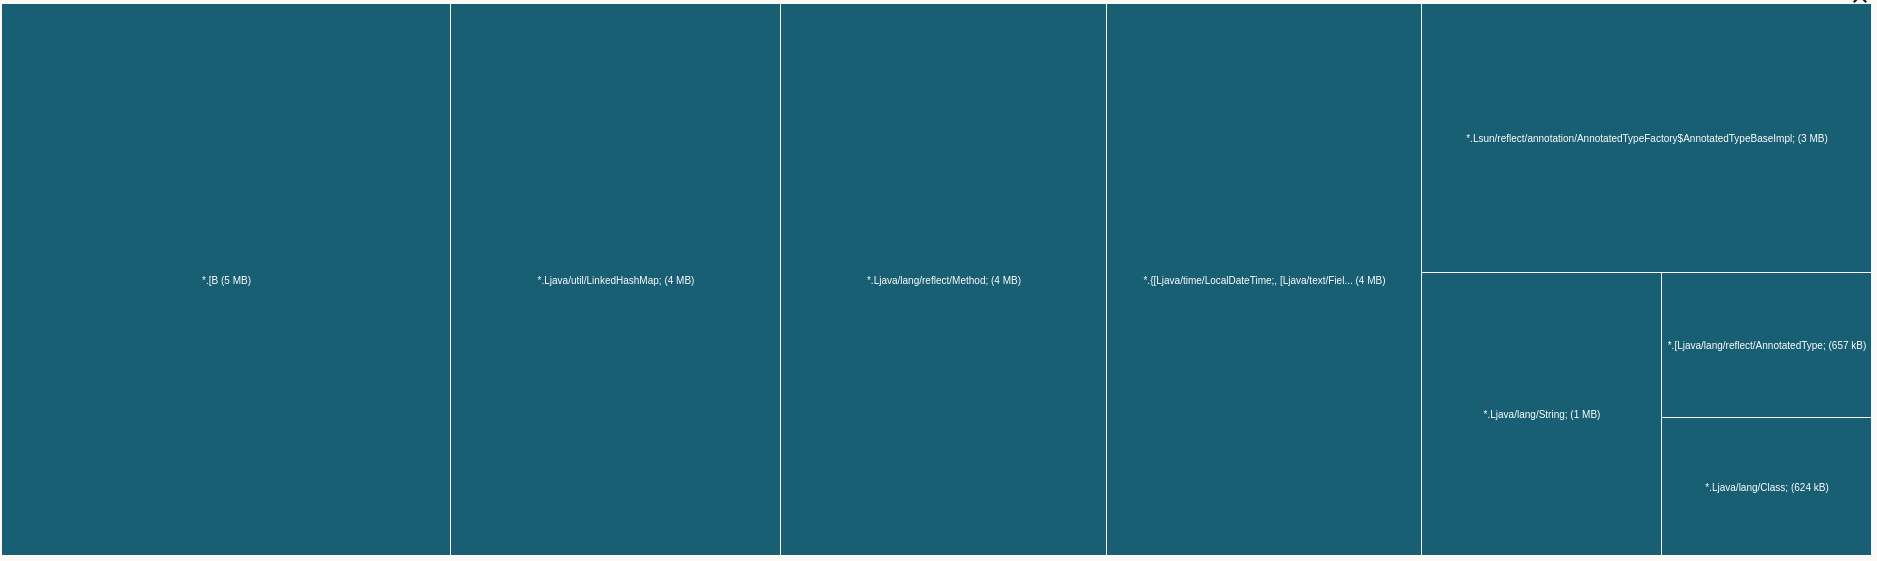 *.[B (5 MB)
*.Ljava/util/LinkedHashMap; (4 MB)
*.Ljava/lang/reflect/Method; (4 MB)
*.{[Ljava/time/LocalDateTime;, [Ljava/text/Fiel... (4 MB)
*.Lsun/reflect/annotation/AnnotatedTypeFactory$AnnotatedTypeBaseImpl; (3 MB)
*.Ljava/lang/String; (1 MB)
*.[Ljava/lang/reflect/AnnotatedType; (657 kB)
*.Ljava/lang/Class; (624 kB)